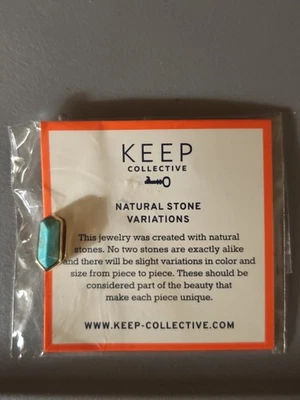 KEEP
COLLECTIVE
NATURAL STONE
VARIATIONS
This jewelry was created with natural
stones. No two stones are exactly alike
and there will be slight variations in color and
size from piece to piece. These should be
considered part of the beauty that
make each piece unique.
WWW.KEEP-COLLECTIVE.COM